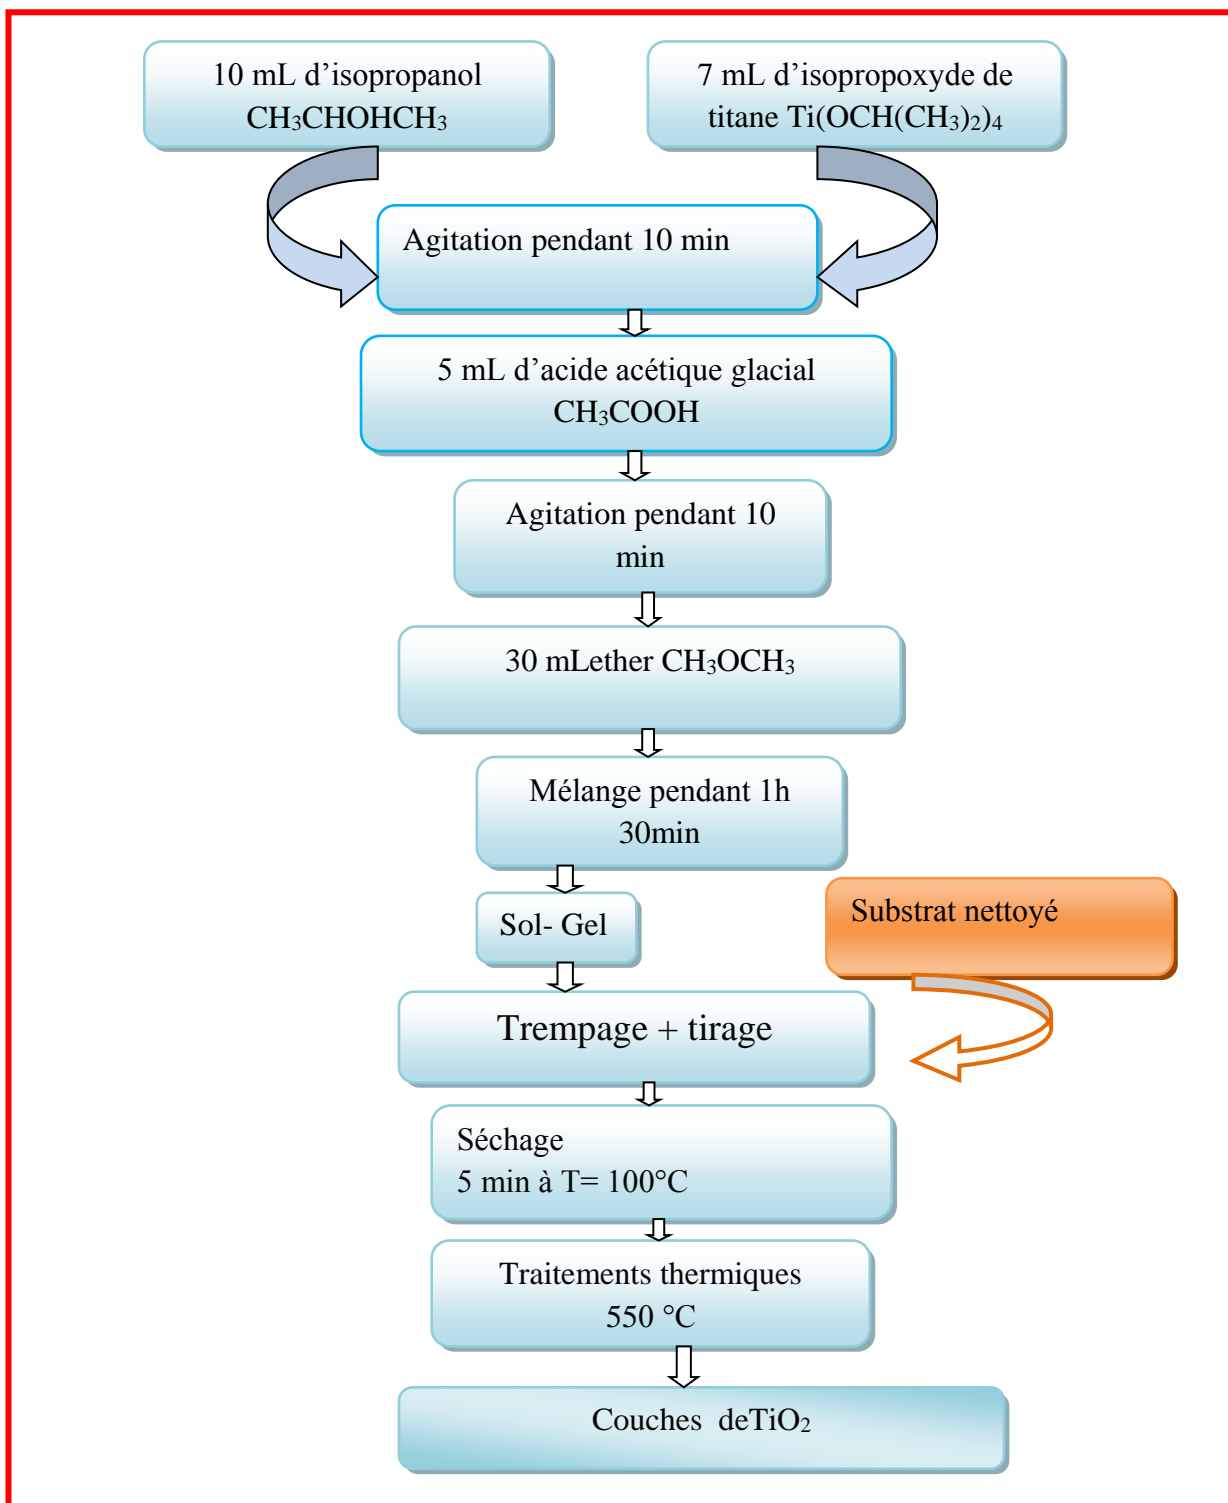 10 mL d’isopropanol
CH₃CHOHCH₃
7 mL d’isopropoxyde de
titane Ti(OCH(CH₃)₂)₄
Agitation pendant 10 min
5 mL d’acide acétique glacial
CH₃COOH
Agitation pendant 10
min
30 mLether CH₃OCH₃
Mélange pendant 1h
30min
Sol- Gel
Substrat nettoyé
Trempage + tirage
Séchage
5 min à T= 100°C
Traitements thermiques
550 °C
Couches deTiO₂